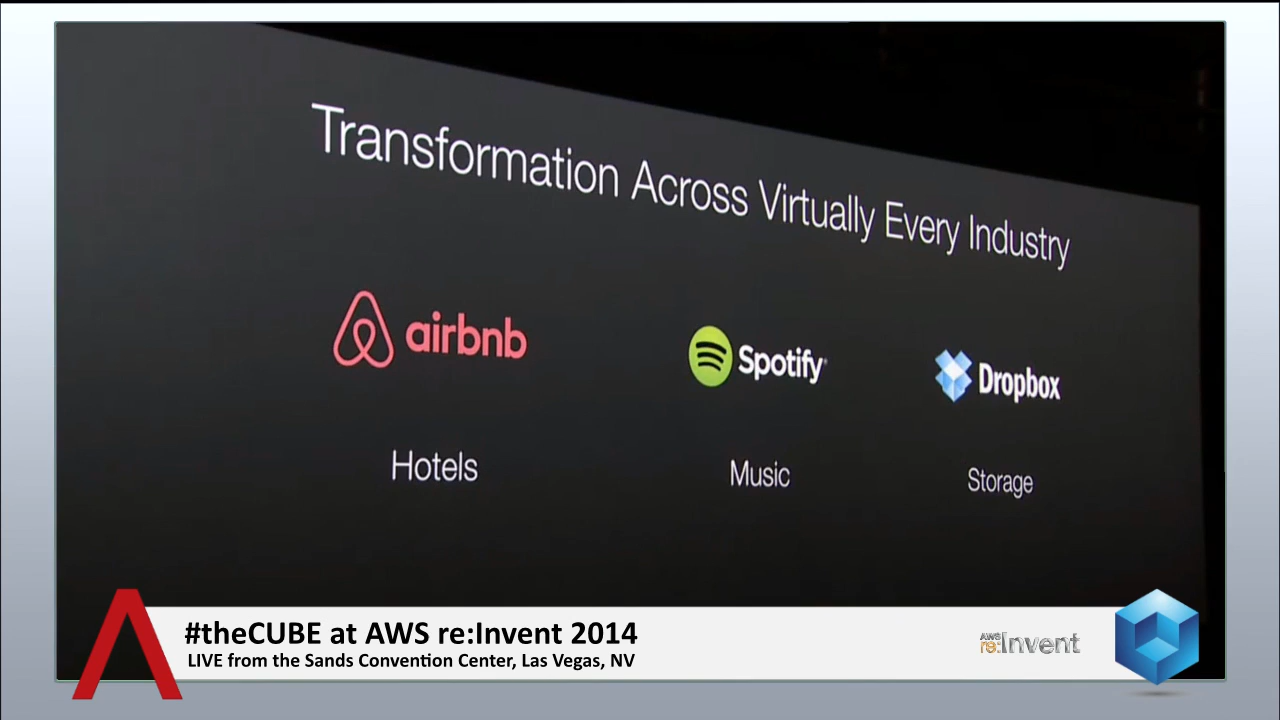 Transformation Across Virtually Every Industry
airbnb
Spotify
Dropbox
Hotels
Music
Storage
#theCUBE at AWS re:Invent 2014
LIVE from the Sands Convention Center, Las Vegas, NV
AWS
re:Invent